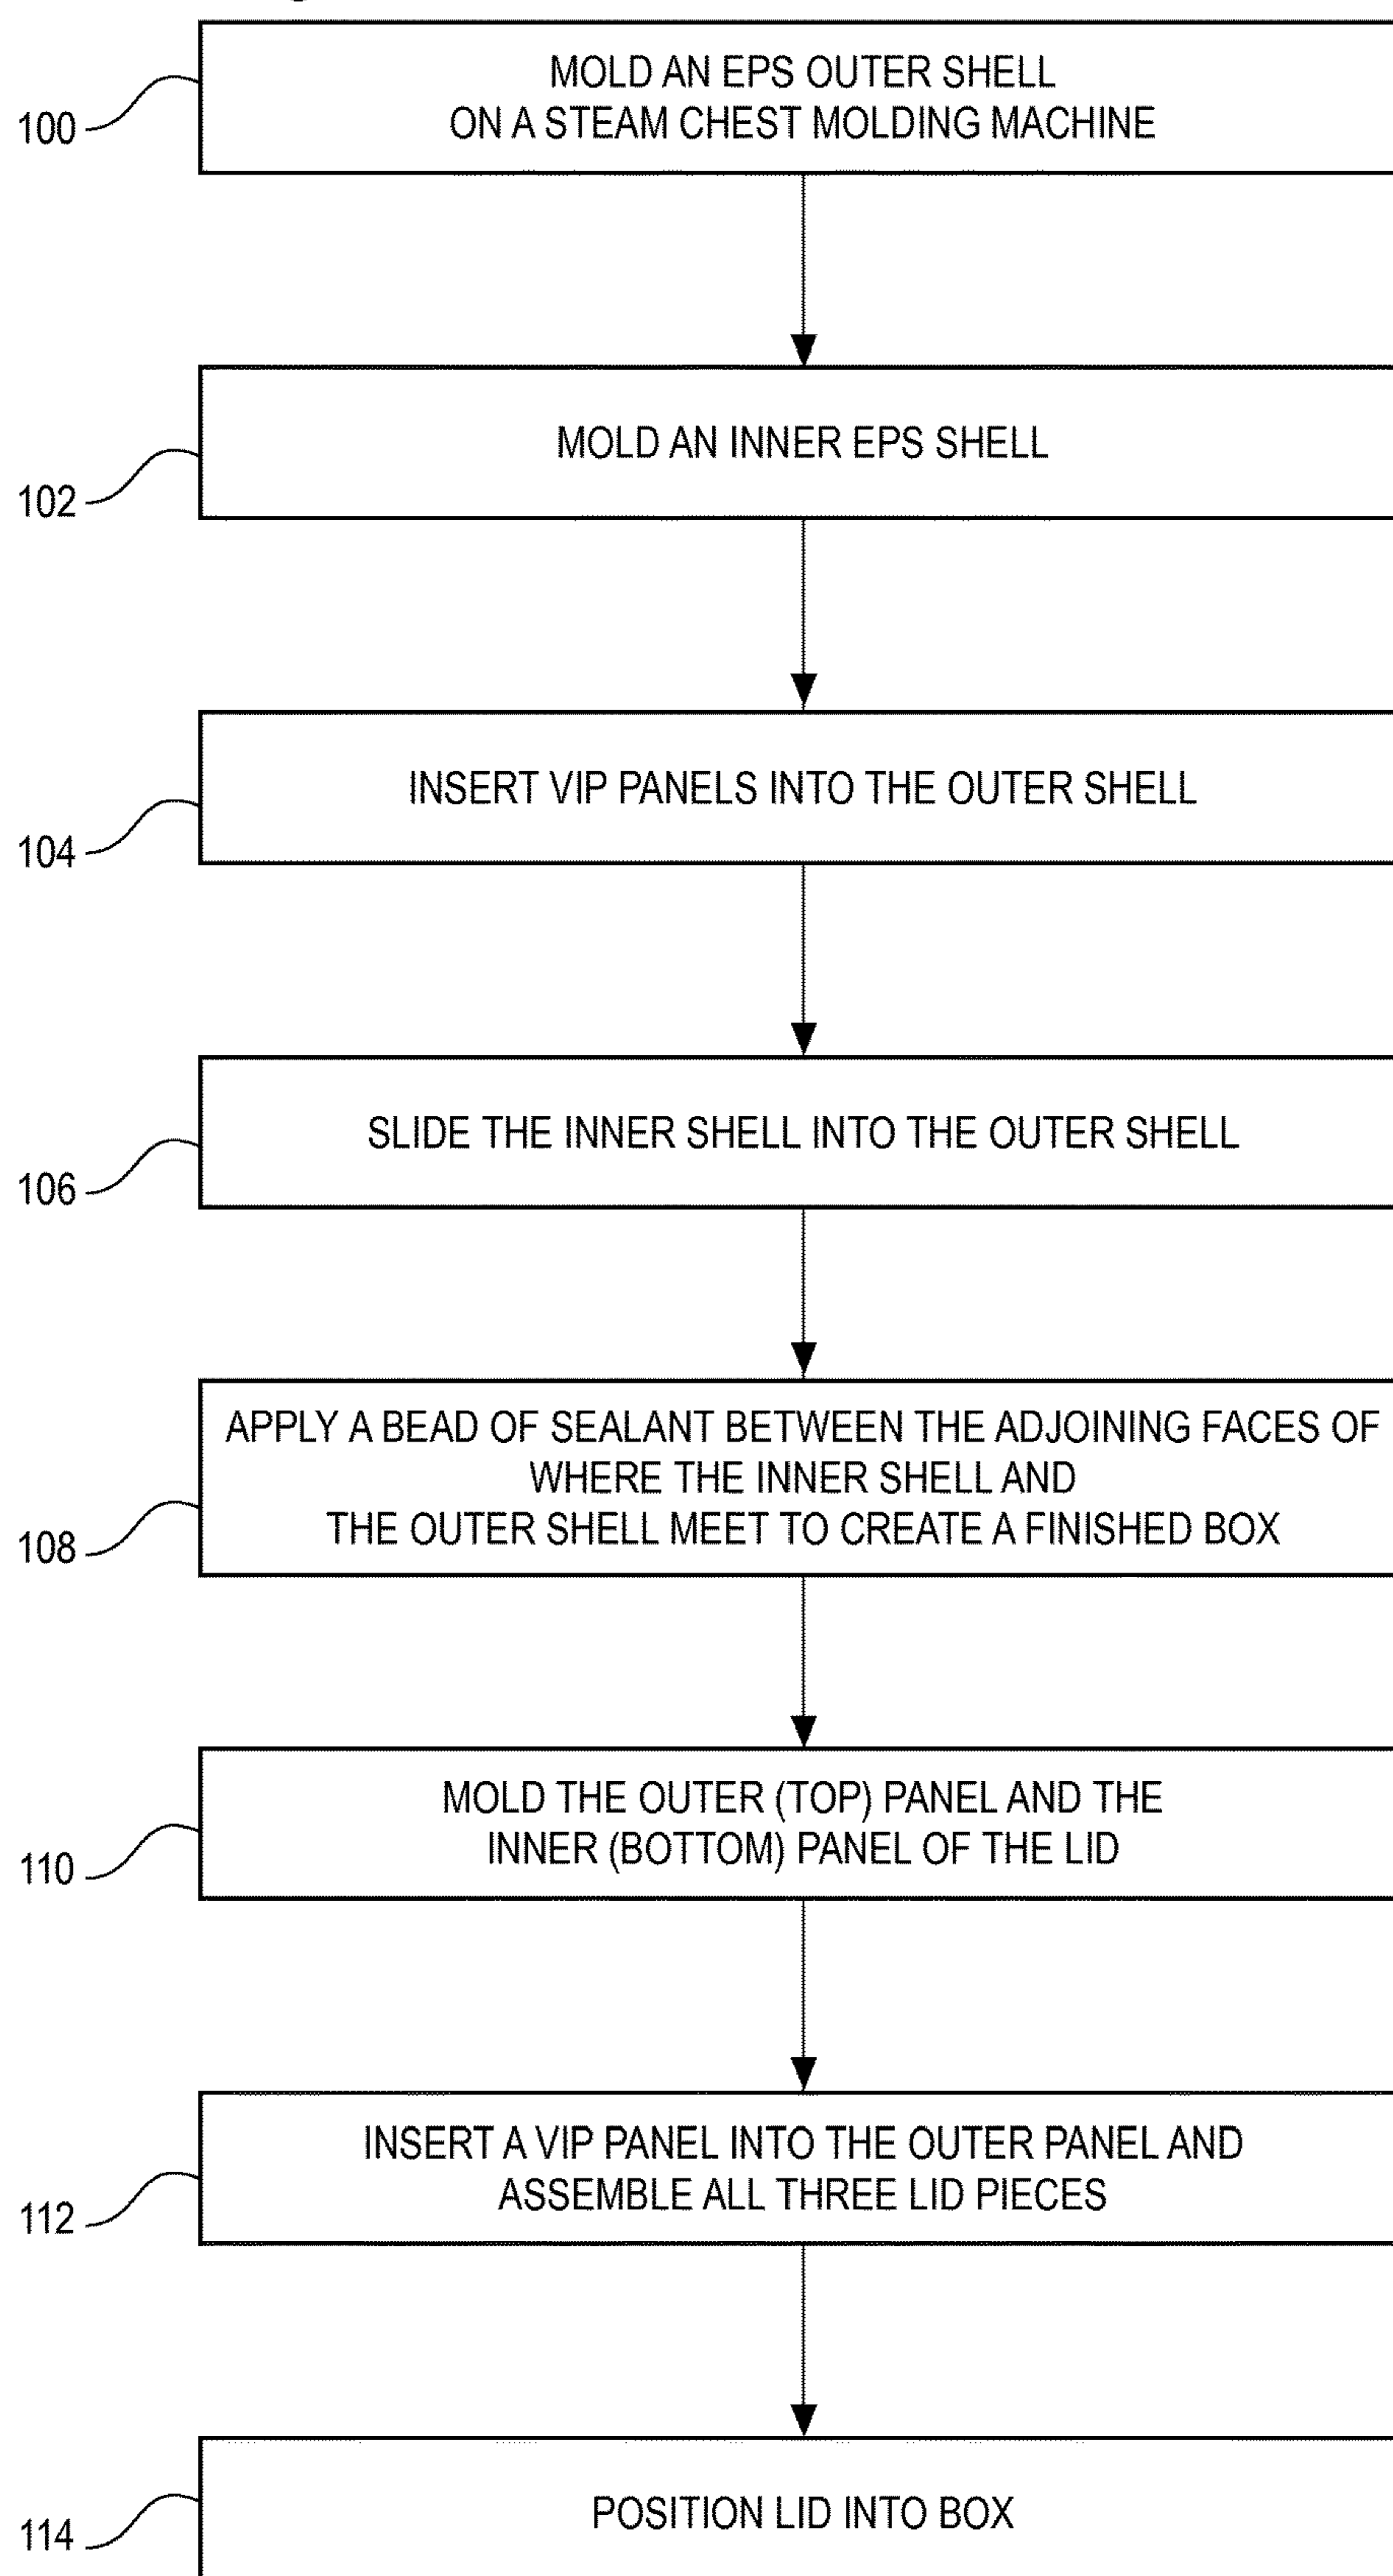 MOLD AN EPS OUTER SHELL
ON A STEAM CHEST MOLDING MACHINE
100
MOLD AN INNER EPS SHELL
102
INSERT VIP PANELS INTO THE OUTER SHELL
104
SLIDE THE INNER SHELL INTO THE OUTER SHELL
106
APPLY A BEAD OF SEALANT BETWEEN THE ADJOINING FACES OF
WHERE THE INNER SHELL AND
THE OUTER SHELL MEET TO CREATE A FINISHED BOX
108
MOLD THE OUTER (TOP) PANEL AND THE
INNER (BOTTOM) PANEL OF THE LID
110
INSERT A VIP PANEL INTO THE OUTER PANEL AND
ASSEMBLE ALL THREE LID PIECES
112
POSITION LID INTO BOX
114